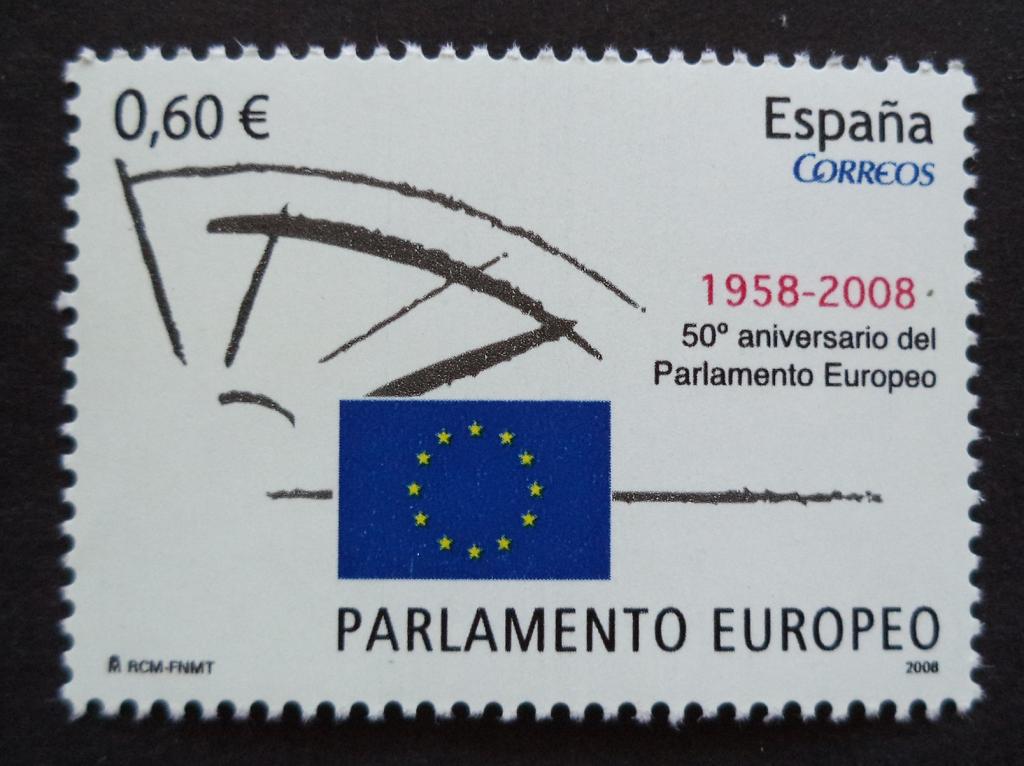 0,60 €
España
CORREOS
1958-2008
50º aniversario del
Parlamento Europeo
PARLAMENTO EUROPEO
RCM-FNMT
2008